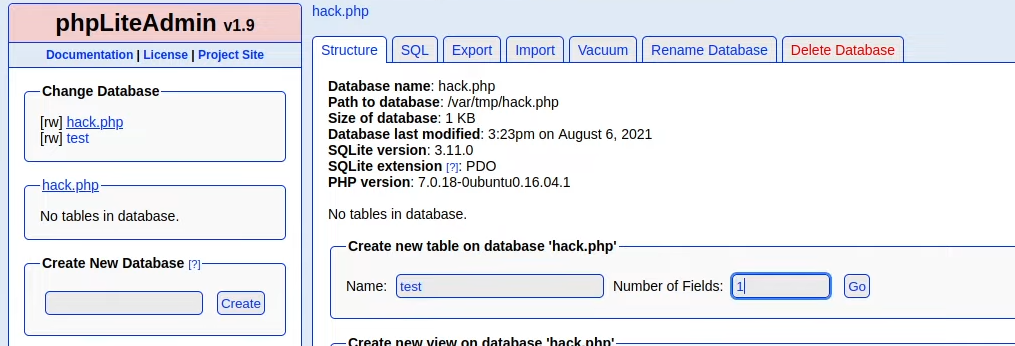 phpLiteAdmin v1.9
Documentation | License | Project Site
Change Database
[rw] hack.php
[rw] test
hack.php
No tables in database.
Create New Database [?]
Create
hack.php
Structure SQL Export Import Vacuum Rename Database Delete Database
Database name: hack.php
Path to database: /var/tmp/hack.php
Size of database: 1 KB
Database last modified: 3:23pm on August 6, 2021
SQLite version: 3.11.0
SQLite extension [?]: PDO
PHP version: 7.0.18-0ubuntu0.16.04.1
No tables in database.
Create new table on database 'hack.php'
Name: test Number of Fields: 1 Go
Create new view on database 'hack.php'